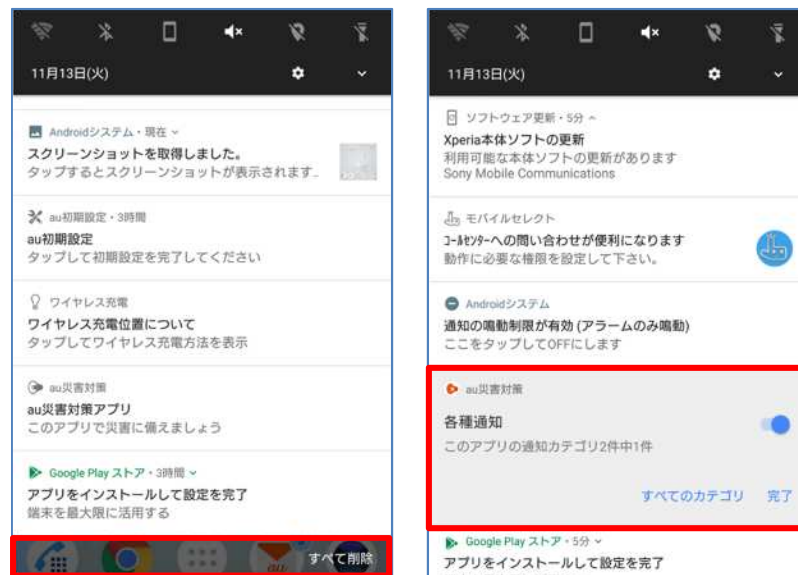 11月13日(火)
Androidシステム・現在
スクリーンショットを取得しました。
タップするとスクリーンショットが表示されます..
au初期設定・3時間
au初期設定
タップして初期設定を完了してください
ワイヤレス充電
ワイヤレス充電位置について
タップしてワイヤレス充電方法を表示
au災害対策
au災害対策アプリ
このアプリで災害に備えましょう
Google Play ストア・3時間
アプリをインストールして設定を完了
端末を最大限に活用する
au
すべて削除
11月13日(火)
ソフトウェア更新・5分
Xperia本体ソフトの更新
利用可能な本体ソフトの更新があります
Sony Mobile Communications
モバイルセレクト
ｺｰﾙｾﾝﾀｰへの問い合わせが便利になります
動作に必要な権限を設定して下さい。
Androidシステム
通知の鳴動制限が有効 (アラームのみ鳴動)
ここをタップしてOFFにします
au災害対策
各種通知
このアプリの通知カテゴリ2件中1件
すべてのカテゴリ 完了
Google Play ストア・5分
アプリをインストールして設定を完了